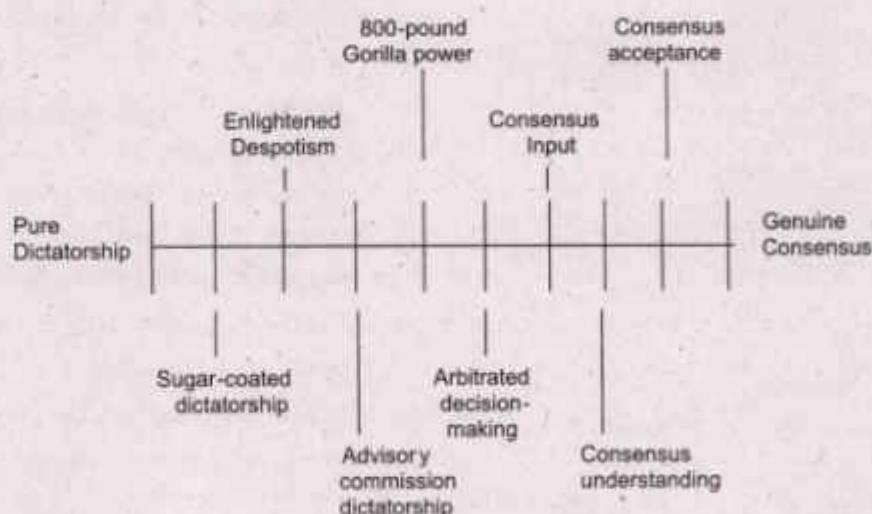 800-pound
Gorilla power
Consensus
acceptance
Enlightened
Despotism
Consensus
Input
Pure
Dictatorship
Genuine
Consensus
Sugar-coated
dictatorship
Arbitrated
decision-
making
Advisory
commission
dictatorship
Consensus
understanding